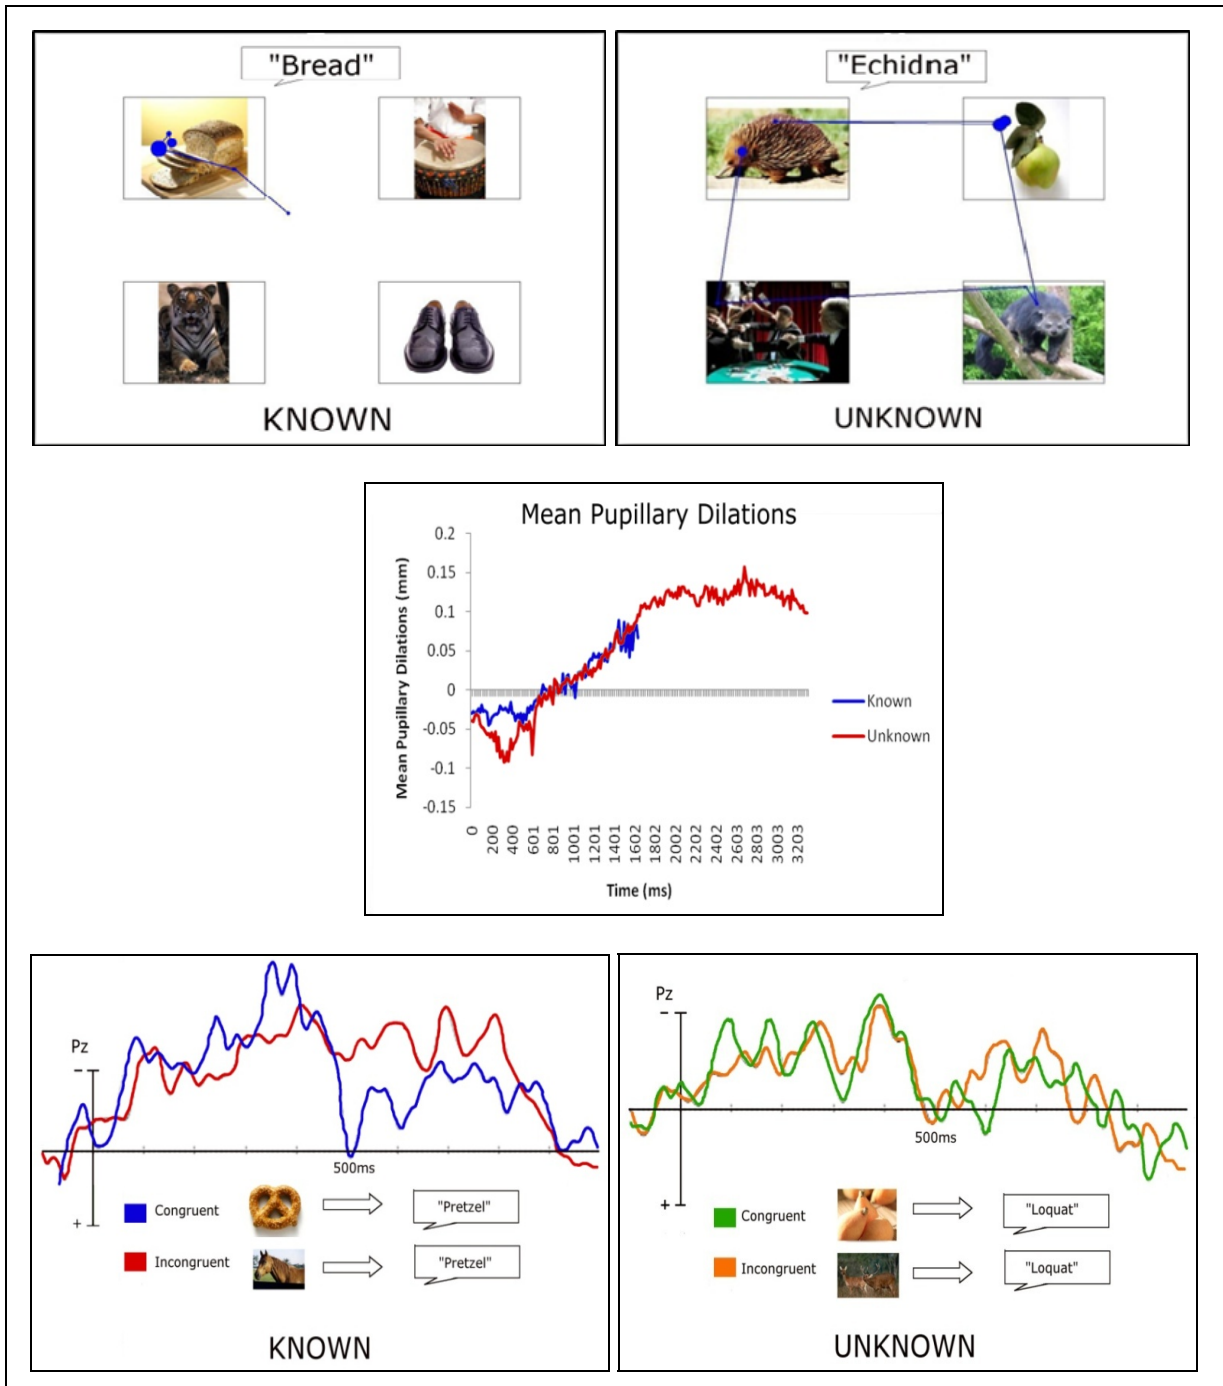 "Bread"
KNOWN
"Echidna"
UNKNOWN
Mean Pupillary Dilations
Mean Pupillary Dilations (mm)
0.2
0.15
0.1
0.05
0
-0.05
-0.1
-0.15
0 200 400 601 801 1001 1201 1401 1602 1802 2002 2202 2402 2603 2803 3003 3203
Time (ms)
Known
Unknown
Pz
-
+
500ms
Congruent
"Pretzel"
Incongruent
"Pretzel"
KNOWN
Pz
-
+
500ms
Congruent
"Loquat"
Incongruent
"Loquat"
UNKNOWN